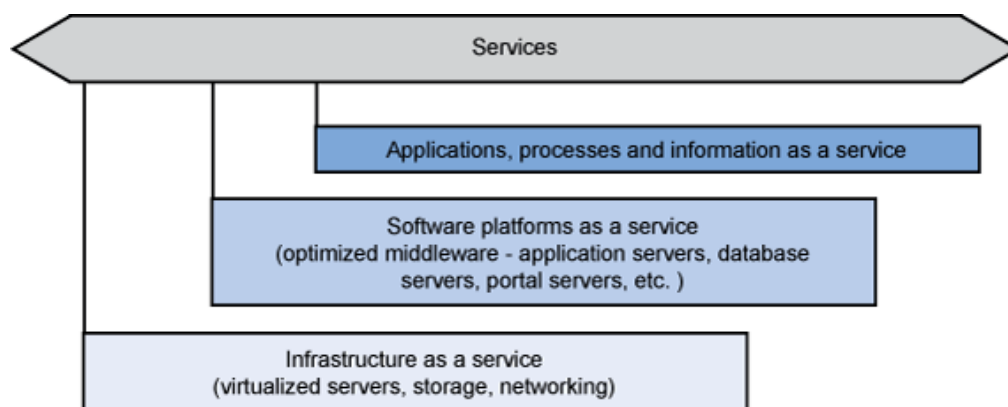 Services
Applications, processes and information as a service
Software platforms as a service
(optimized middleware - application servers, database
servers, portal servers, etc. )
Infrastructure as a service
(virtualized servers, storage, networking)